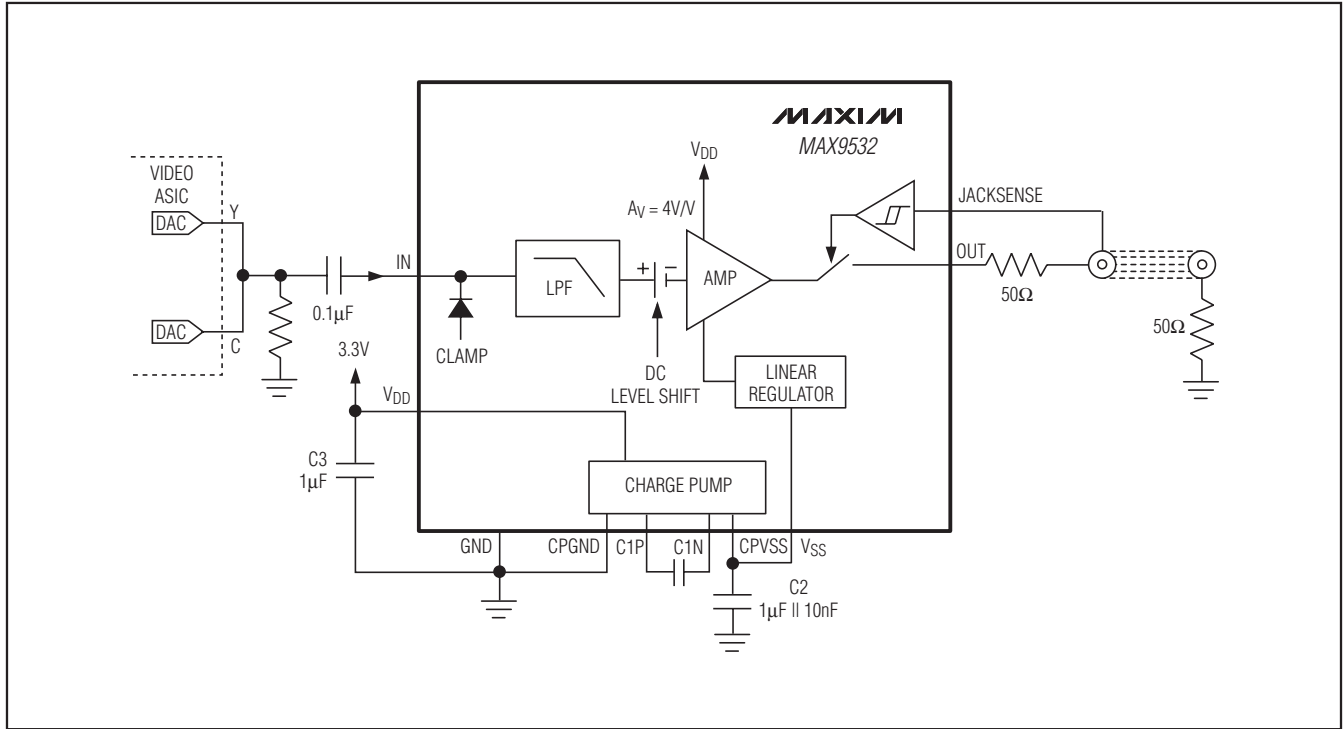 MAXIM
MAX9532
VDD
VIDEO
ASIC
DAC
Y
AV = 4V/V
JACKSENSE
IN
LPF
+
−
AMP
OUT
50Ω
0.1µF
DAC
C
CLAMP
50Ω
3.3V
DC
LEVEL SHIFT
LINEAR
REGULATOR
VDD
C3
1µF
CHARGE PUMP
GND
CPGND
C1P
C1N
CPVSS
VSS
C2
1µF II 10nF